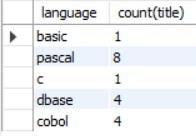 language count(title)
basic 1
pascal 8
c 1
dbase 4
cobol 4